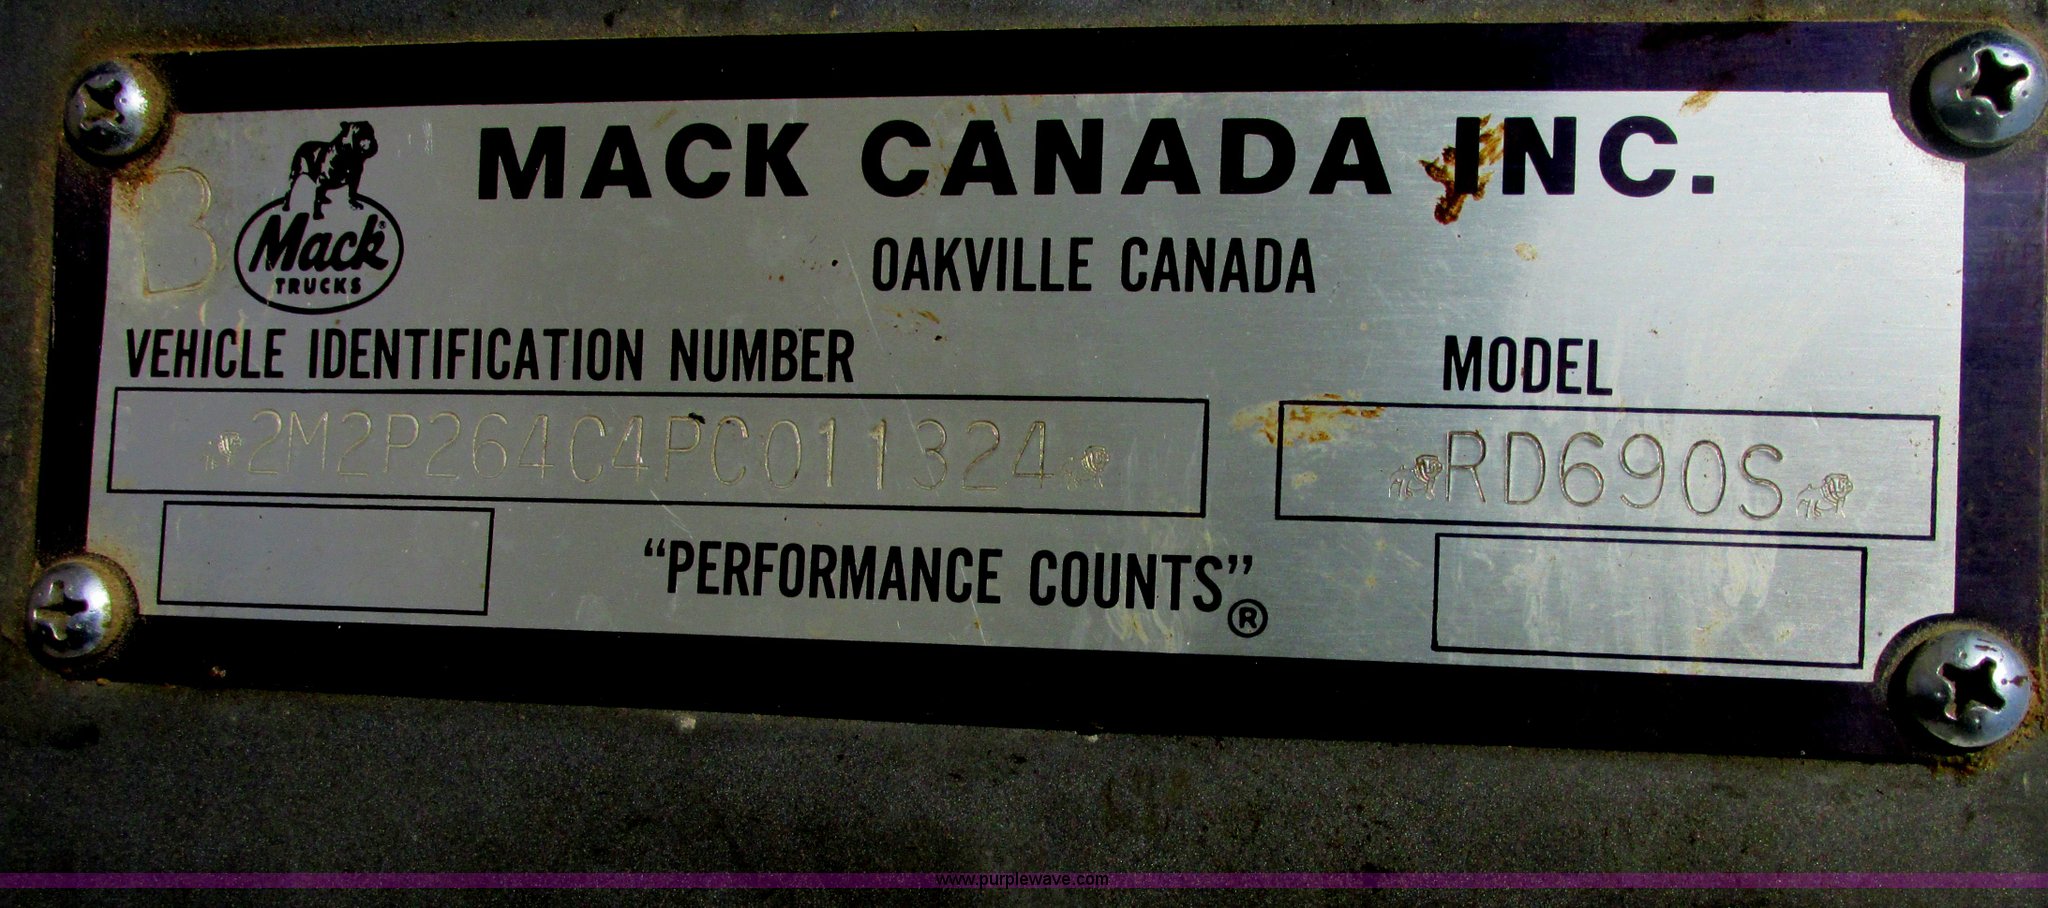 MACK CANADA INC.
B
Mack®
TRUCKS
OAKVILLE CANADA
VEHICLE IDENTIFICATION NUMBER
MODEL
2M2P264C4PC011324
RD690S
"PERFORMANCE COUNTS"®
www.purplewave.com